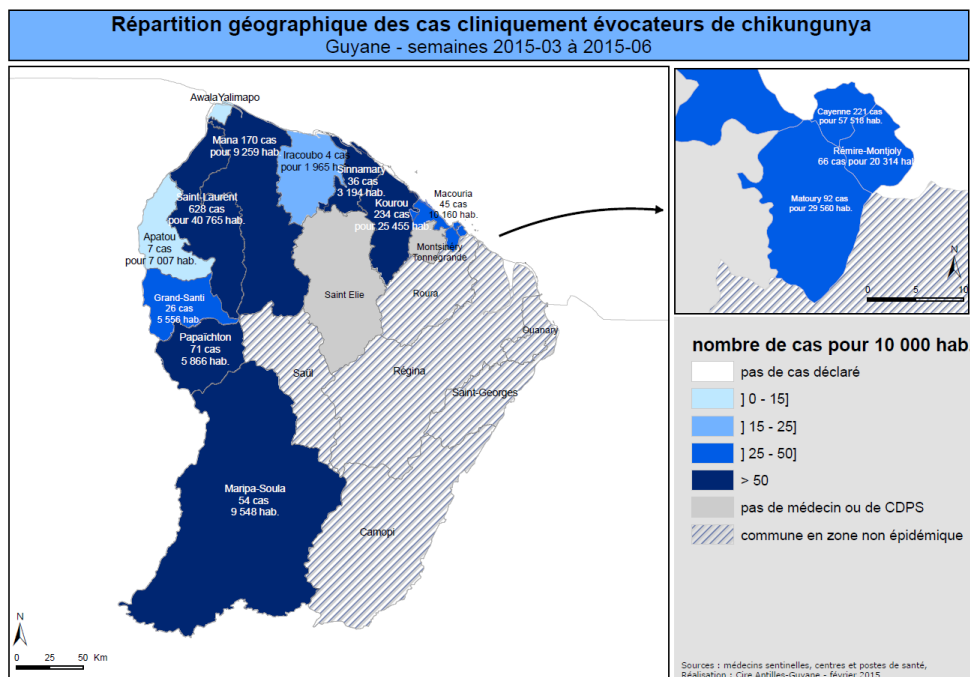 Répartition géographique des cas cliniquement évocateurs de chikungunya
Guyane - semaines 2015-03 à 2015-06
AwalaYalimapo
Mana 170 cas
pour 9 259 hab.
Iracoubo 4 cas
pour 1 965 h
Sinnamary
36 cas
3 194 hab.
Macouria
45 cas
10 160 hab.
Kourou
234 cas
pour 25 455 hab.
Saint-Laurent
628 cas
pour 40 765 hab.
Apatou
7 cas
pour 7 007 hab.
Montsinéry
Tonnegrande
Saint Elie
Roura
Grand-Santi
26 cas
5 556 hab.
Papaïchton
71 cas
5 866 hab.
Ouanary
Saül
Régina
Saint-Georges
Maripa-Soula
54 cas
9 548 hab.
Camopi
N
0 25 50 Km
Cayenne 221 cas
pour 57 518 hab.
Rémire-Montjoly
66 cas pour 20 314 hab.
Matoury 92 cas
pour 29 560 hab.
N
0 5 10
nombre de cas pour 10 000 hab
pas de cas déclaré
] 0 - 15]
] 15 - 25]
] 25 - 50]
> 50
pas de médecin ou de CDPS
commune en zone non épidémique
Sources : médecins sentinelles, centres et postes de santé,
Réalisation : Cire Antilles-Guyane - février 2015